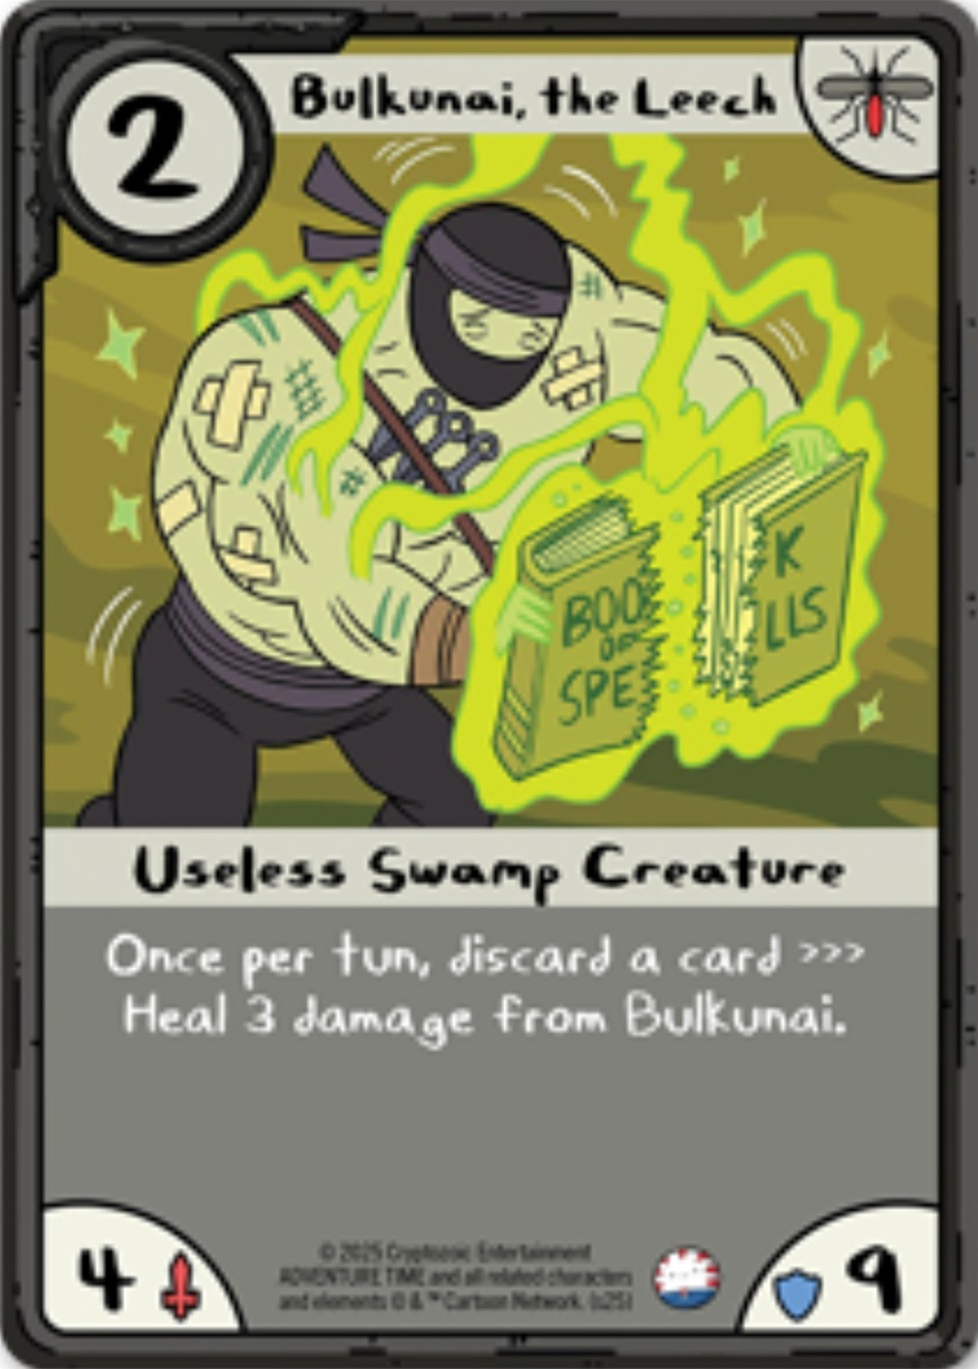 2
Bulkunai, the Leech
BOO
OF
SPE
K
LLS
Useless Swamp Creature
Once per tun, discard a card >>>
Heal 3 damage from Bulkunai.
4
© 2025 Cryptozoic Entertainment
ADVENTURE TIME and all related characters
and elements © & ™ Cartoon Network. (s25)
9